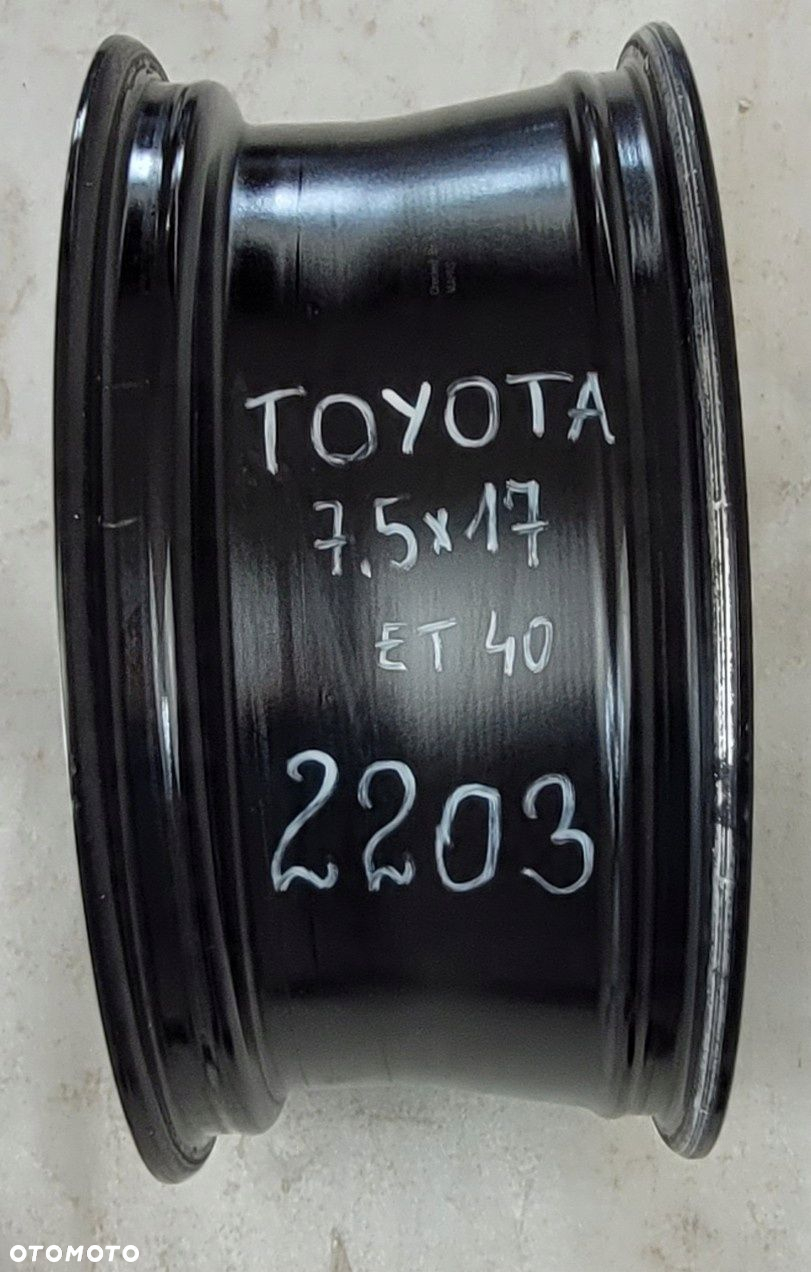 TOYOTA
7.5x17
ET 40
2203
OTOMOTO